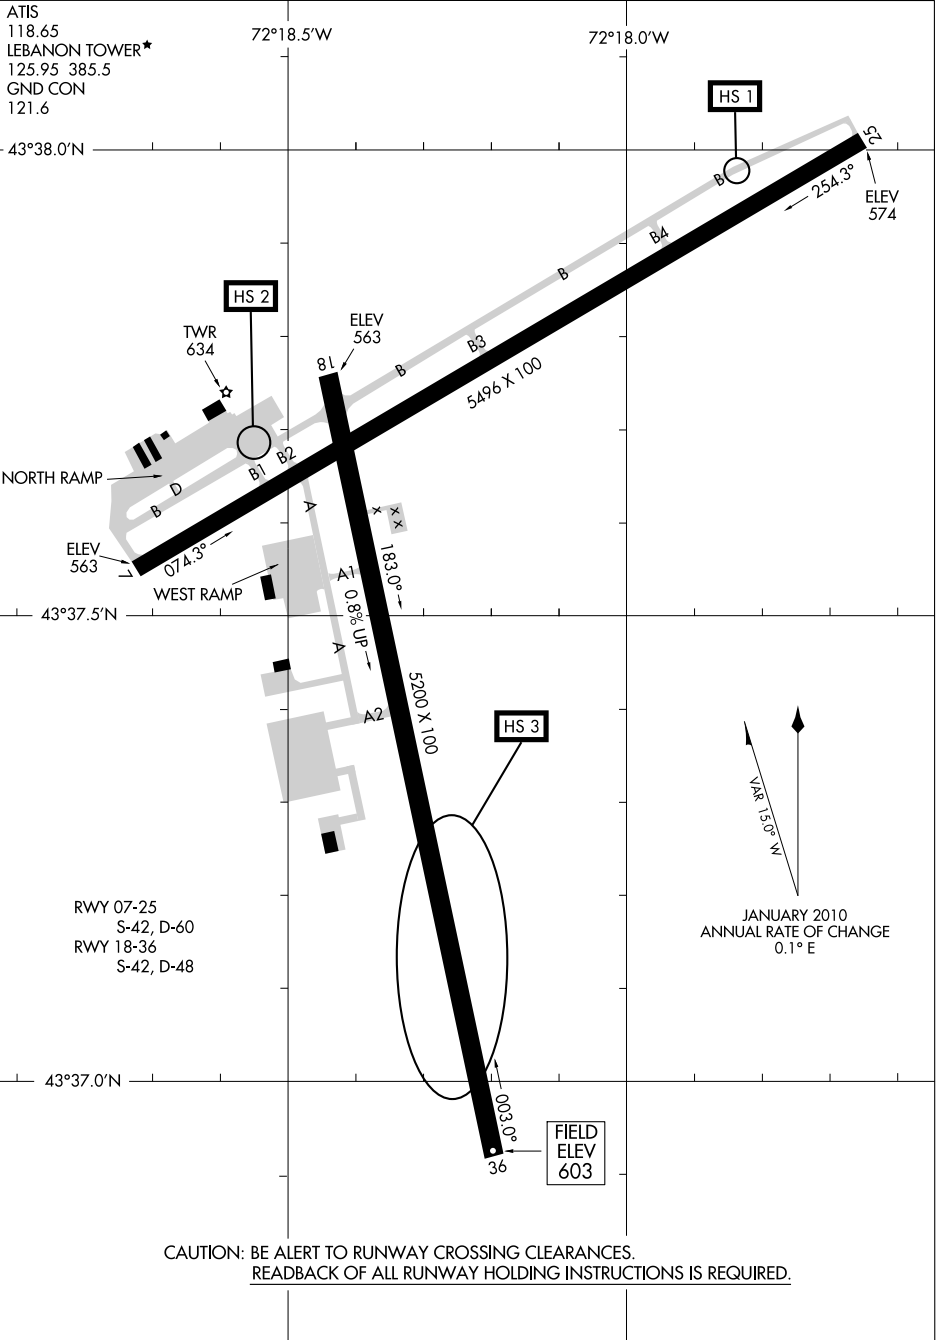 ATIS
118.65
LEBANON TOWER★
125.95 385.5
GND CON
121.6
72°18.5'W
72°18.0'W
HS 1
43°38.0'N
25
B
254.3°
ELEV
574
B4
B
HS 2
ELEV
563
TWR
634
18
B3
B
5496 X 100
NORTH RAMP
B2
B1
D
B
A
X
X
X
ELEV
563
7
074.3°
183.0°
WEST RAMP
A1
0.8% UP
43°37.5'N
A
5200 X 100
A2
HS 3
VAR 15.0° W
RWY 07-25
S-42, D-60
RWY 18-36
S-42, D-48
JANUARY 2010
ANNUAL RATE OF CHANGE
0.1° E
43°37.0'N
003.0°
36
FIELD
ELEV
603
CAUTION: BE ALERT TO RUNWAY CROSSING CLEARANCES.
READBACK OF ALL RUNWAY HOLDING INSTRUCTIONS IS REQUIRED.